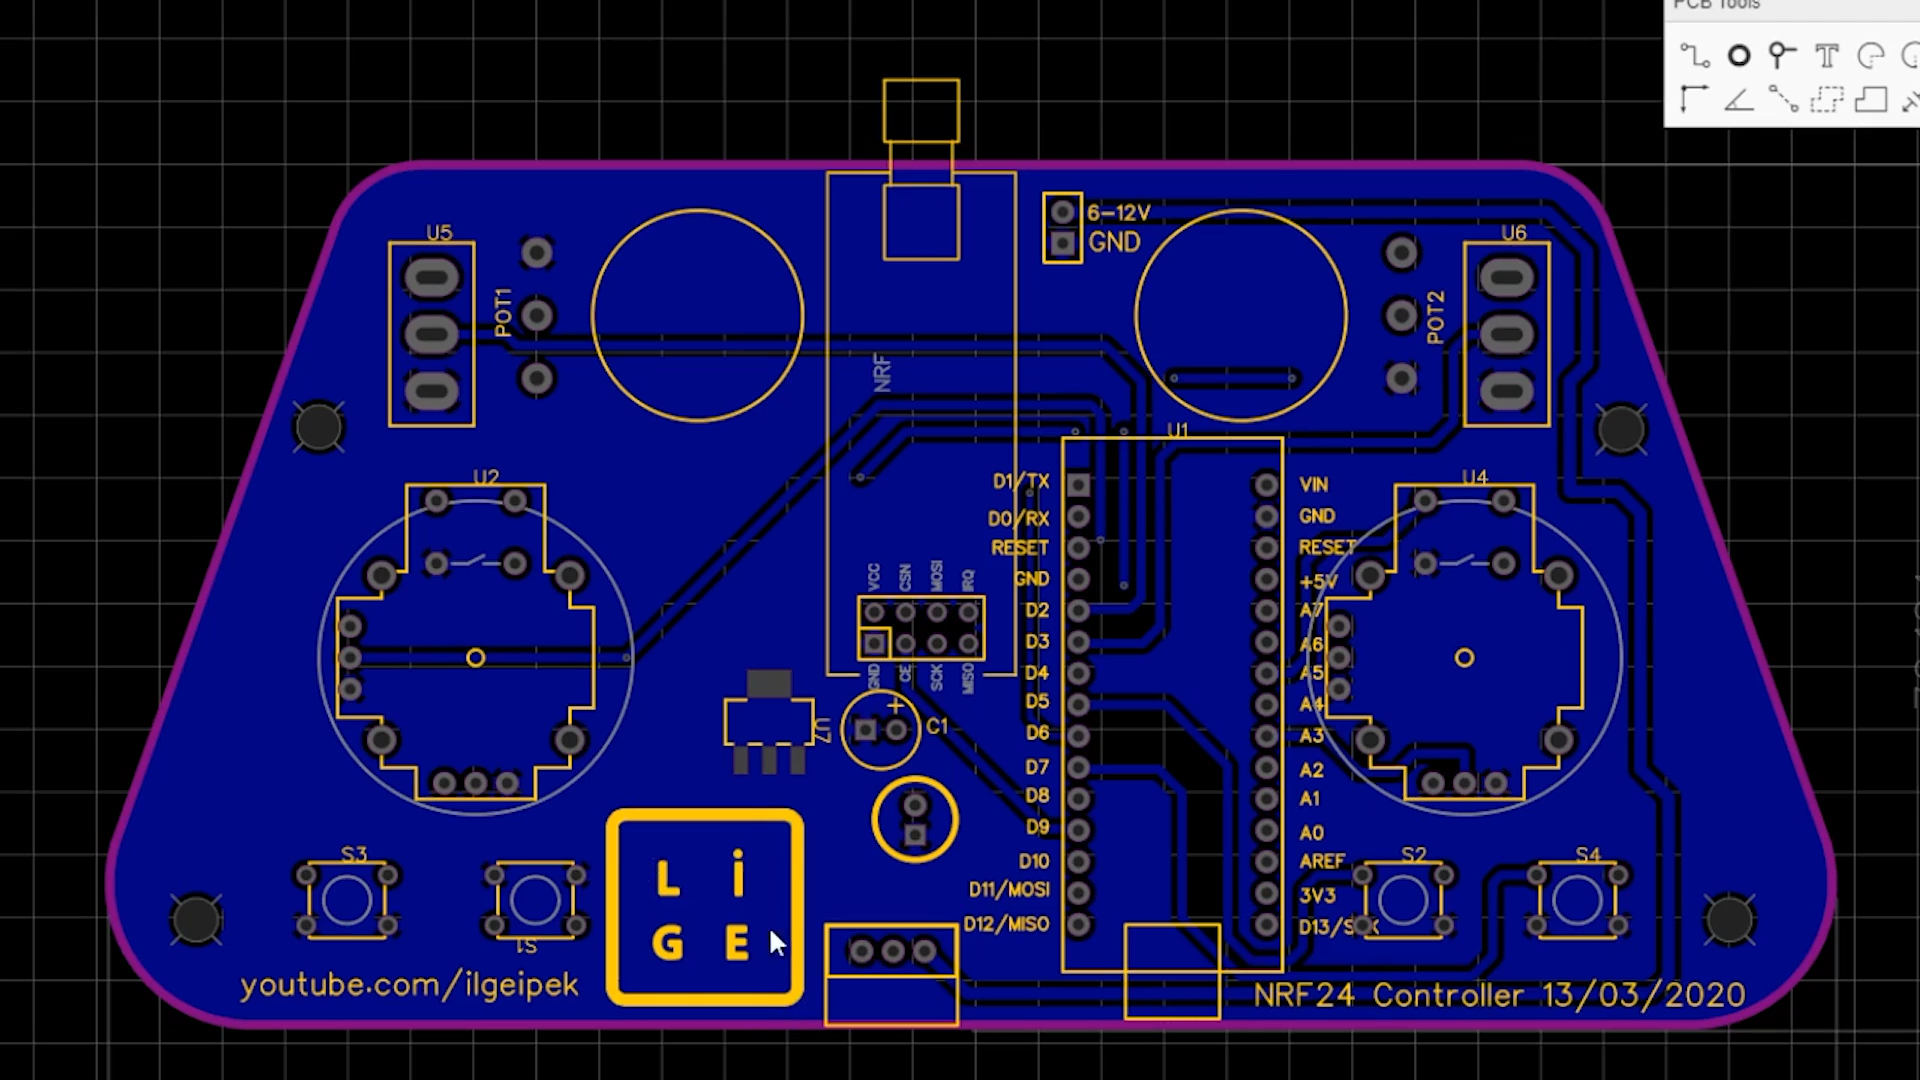 PCB Tools
6-12V
GND
U5
U6
POT1
POT2
NRF
U1
U2
U4
D1/TX
D0/RX
RESET
GND
D2
D3
D4
D5
D6
D7
D8
D9
D10
D11/MOSI
D12/MISO
VIN
GND
RESET
+5V
A7
A6
A5
A4
A3
A2
A1
A0
AREF
3V3
D13/S
VCC
CSN
MOSI
IRQ
GND
CE
SCK
MISO
U7
+
C1
S3
S1
S2
S4
L i
G E
youtube.com/ilgeipek
NRF24 Controller 13/03/2020